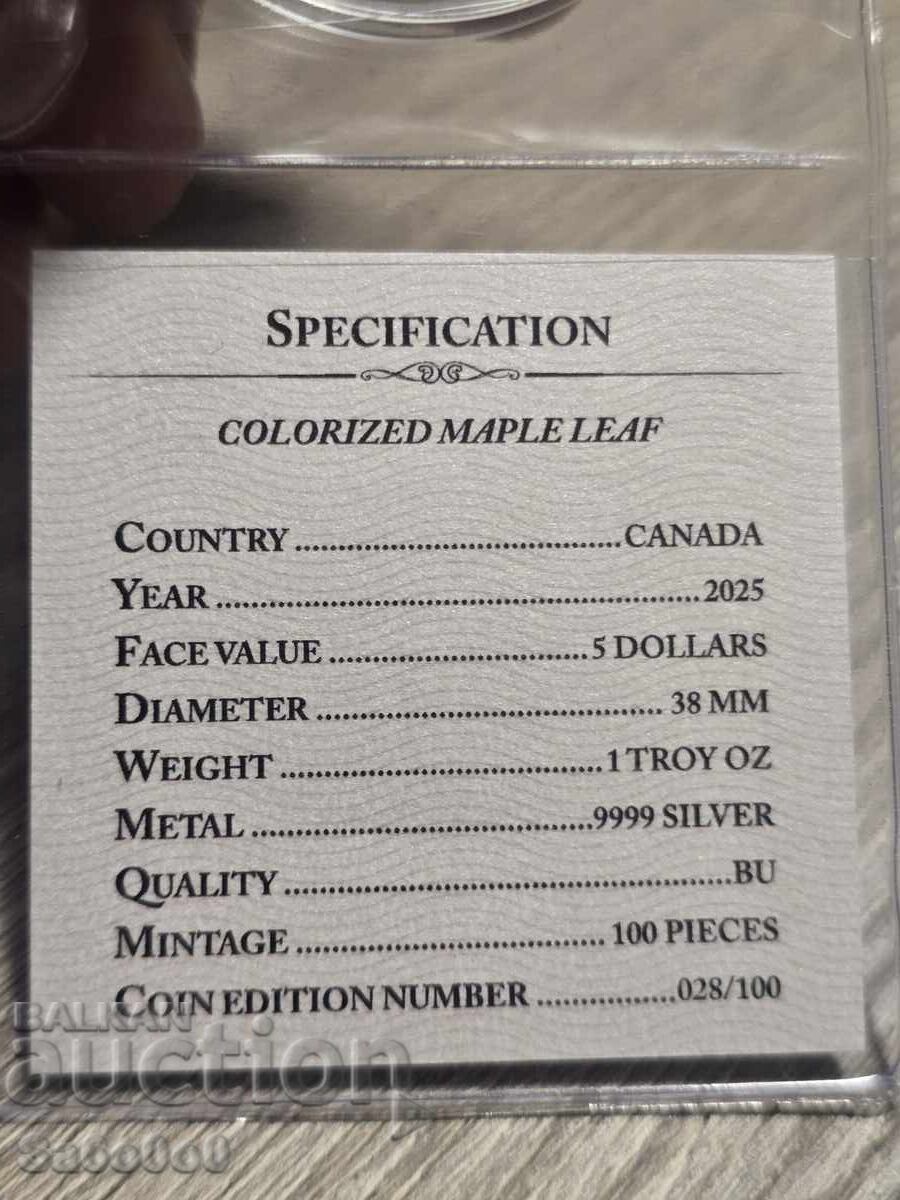 SPECIFICATION
COLORIZED MAPLE LEAF
COUNTRY....................................CANADA
YEAR......................................................2025
FACE VALUE.............................5 DOLLARS
DIAMETER....................................... 38 MM
WEIGHT....................................1 TROY OZ
METAL......................................9999 SILVER
QUALITY..................................................BU
MINTAGE................................... 100 PIECES
COIN EDITION NUMBER................028/100
BALKAN
auction
Sabo060